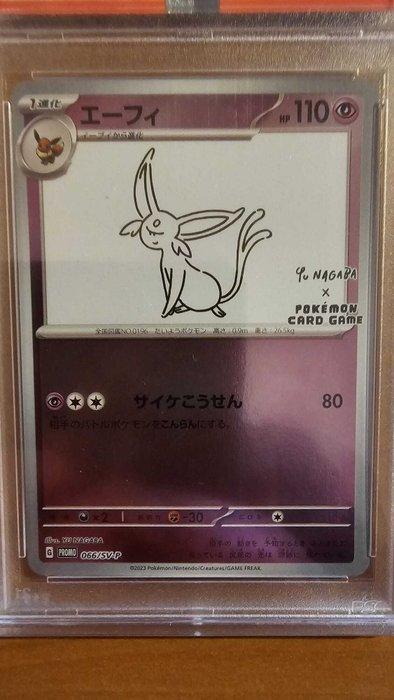 1進化
エーフィ
HP 110
イーブイから進化
Yu NAGABA
×
POKÉMON
CARD GAME
全国図鑑NO.0196 たいようポケモン 高さ:0.9m 重さ:26.5kg
サイケこうせん 80
相手のバトルポケモンをこんらんにする。
×2 -30
Illus. YU NAGABA
G PROMO 066/SV-P
©2023 Pokémon/Nintendo/Creatures/GAME FREAK.